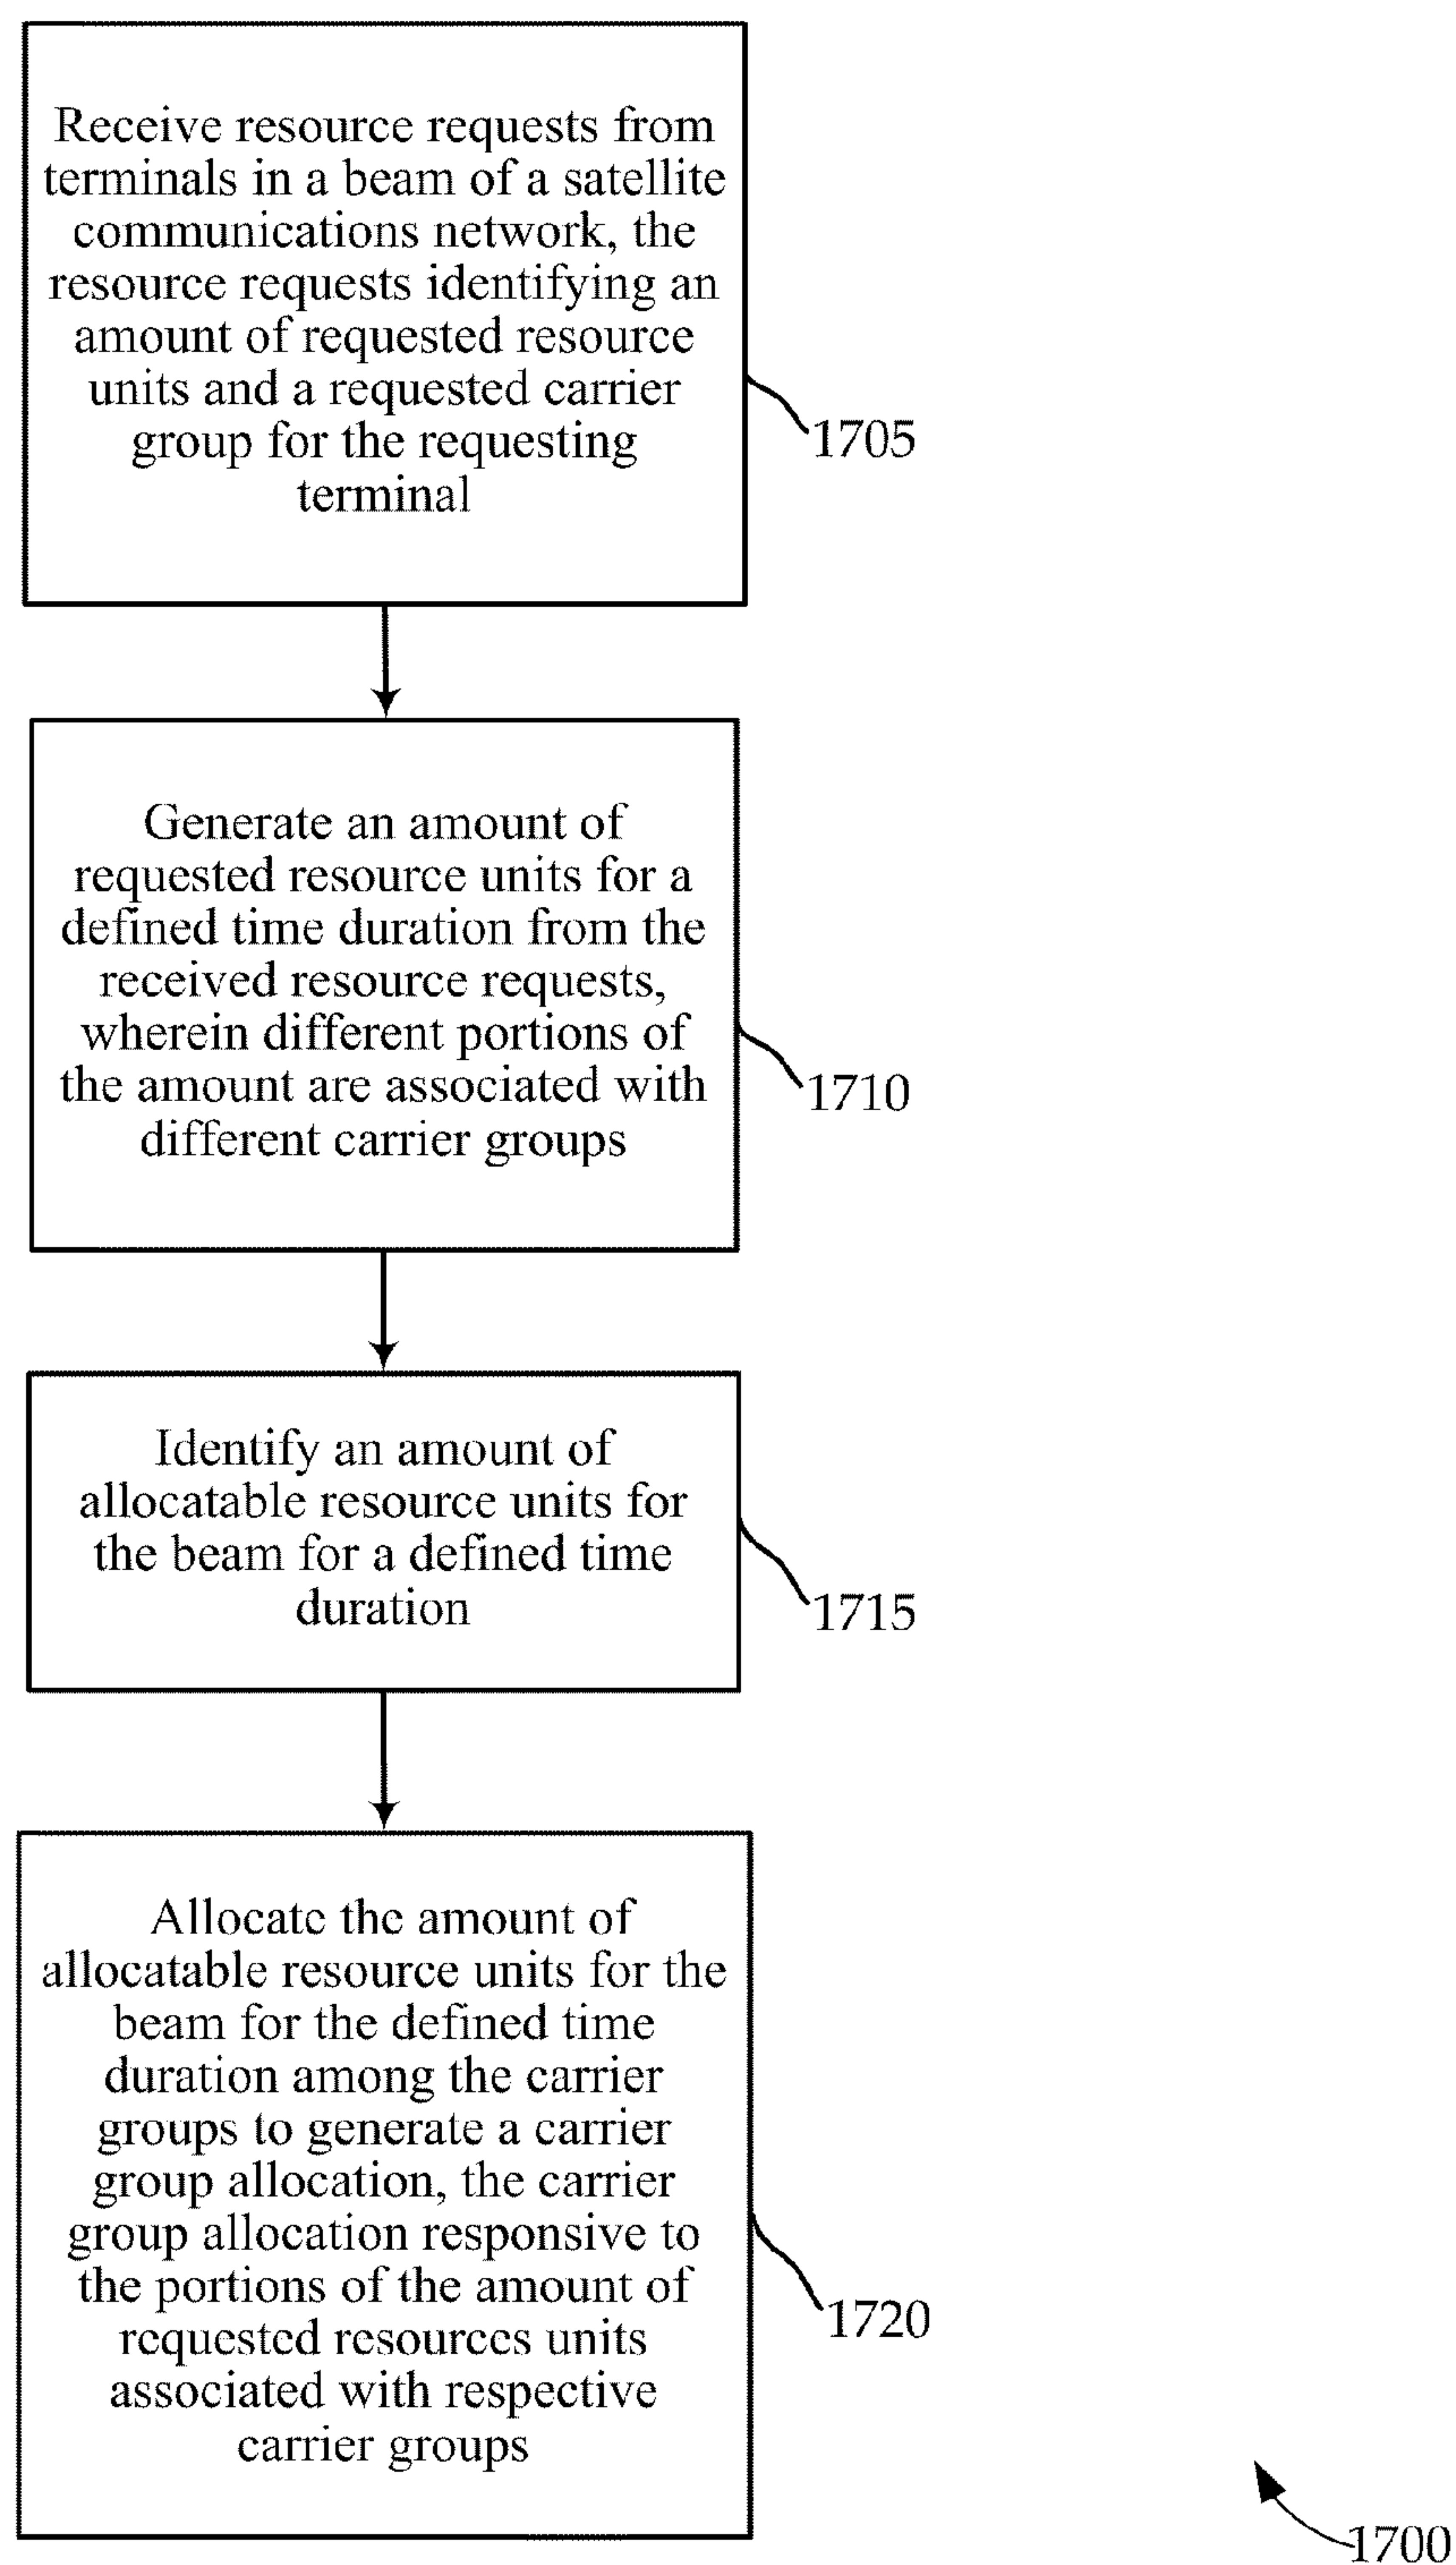 Receive resource requests from
terminals in a beam of a satellite
communications network, the
resource requests identifying an
amount of requested resource
units and a requested carrier
group for the requesting
terminal
1705
Generate an amount of
requested resource units for a
defined time duration from the
received resource requests,
wherein different portions of
the amount are associated with
different carrier groups
1710
Identify an amount of
allocatable resource units for
the beam for a defined time
duration
1715
Allocate the amount of
allocatable resource units for the
beam for the defined time
duration among the carrier
groups to generate a carrier
group allocation, the carrier
group allocation responsive to
the portions of the amount of
requested resources units
associated with respective
carrier groups
1720
1700